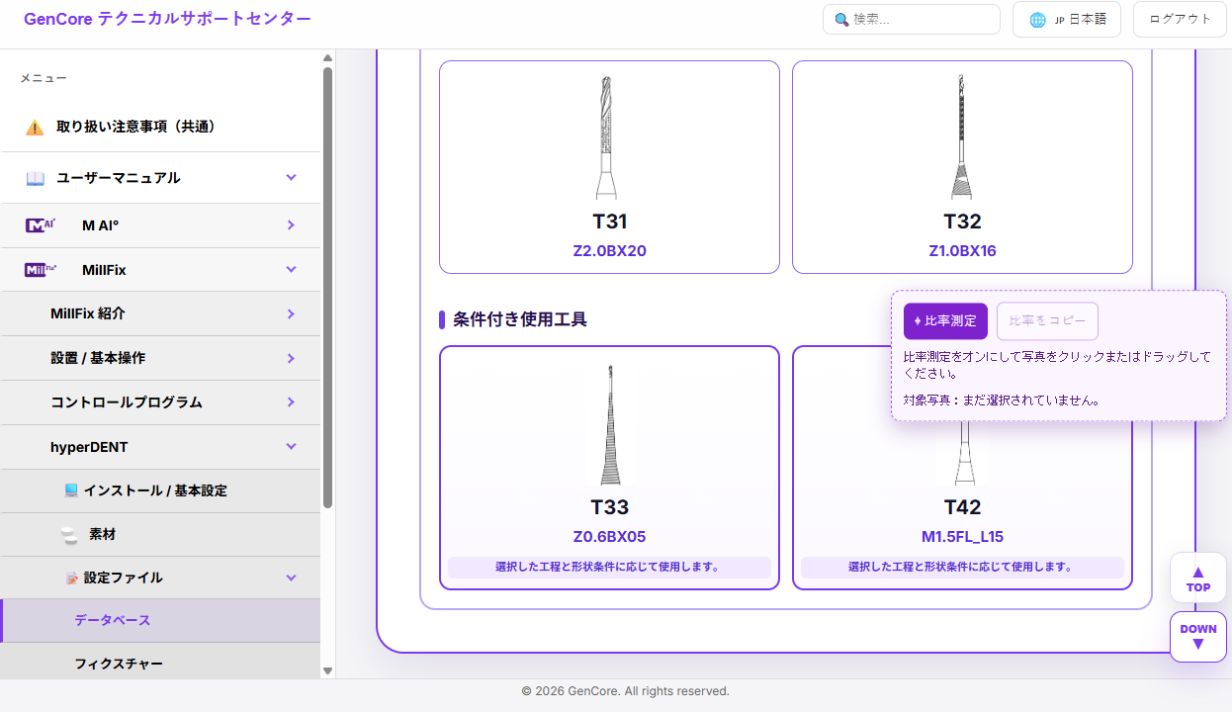 GenCore テクニカルサポートセンター
検索...
JP 日本語
ログアウト
メニュー
取り扱い注意事項（共通）
ユーザーマニュアル
M AI°
MillFix
MillFix 紹介
設置 / 基本操作
コントロールプログラム
hyperDENT
インストール / 基本設定
素材
設定ファイル
データベース
フィクスチャー
T31
Z2.0BX20
T32
Z1.0BX16
条件付き使用工具
T33
Z0.6BX05
選択した工程と形状条件に応じて使用します。
T42
M1.5FL_L15
選択した工程と形状条件に応じて使用します。
比率測定
比率をコピー
比率測定をオンにして写真をクリックまたはドラッグして
ください。
対象写真：まだ選択されていません。
▲
TOP
DOWN
▼
© 2026 GenCore. All rights reserved.